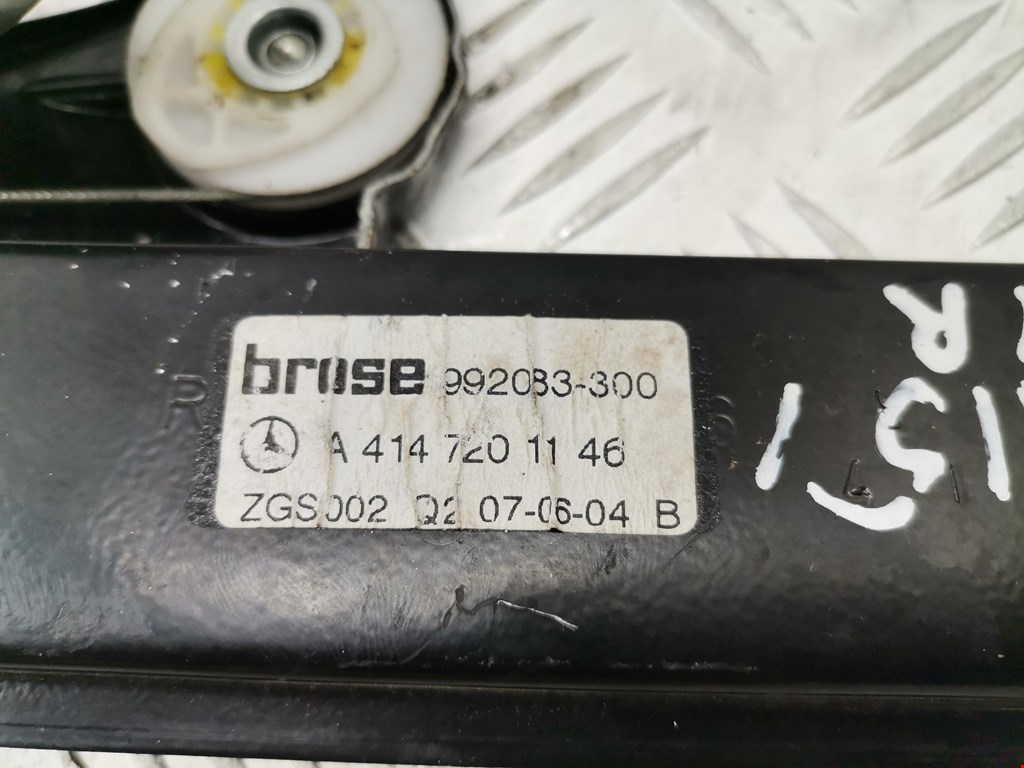 brose 992083-300
A 414 720 11 46
ZGS 002 Q2 07-06-04 B
R